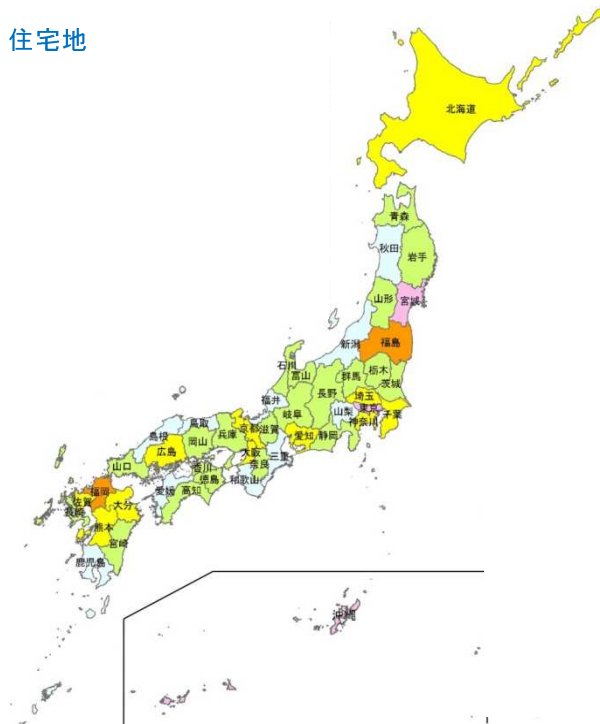 住宅地
北海道
青森
秋田
岩手
山形
宮城
新潟
福島
石川
富山
群馬
栃木
茨城
福井
長野
埼玉
岐阜
山梨
東京
千葉
神奈川
鳥取
島根
岡山
兵庫
京都
滋賀
愛知
静岡
広島
大阪
奈良
三重
山口
香川
徳島
和歌山
愛媛
高知
福岡
佐賀
大分
長崎
熊本
宮崎
鹿児島
沖縄